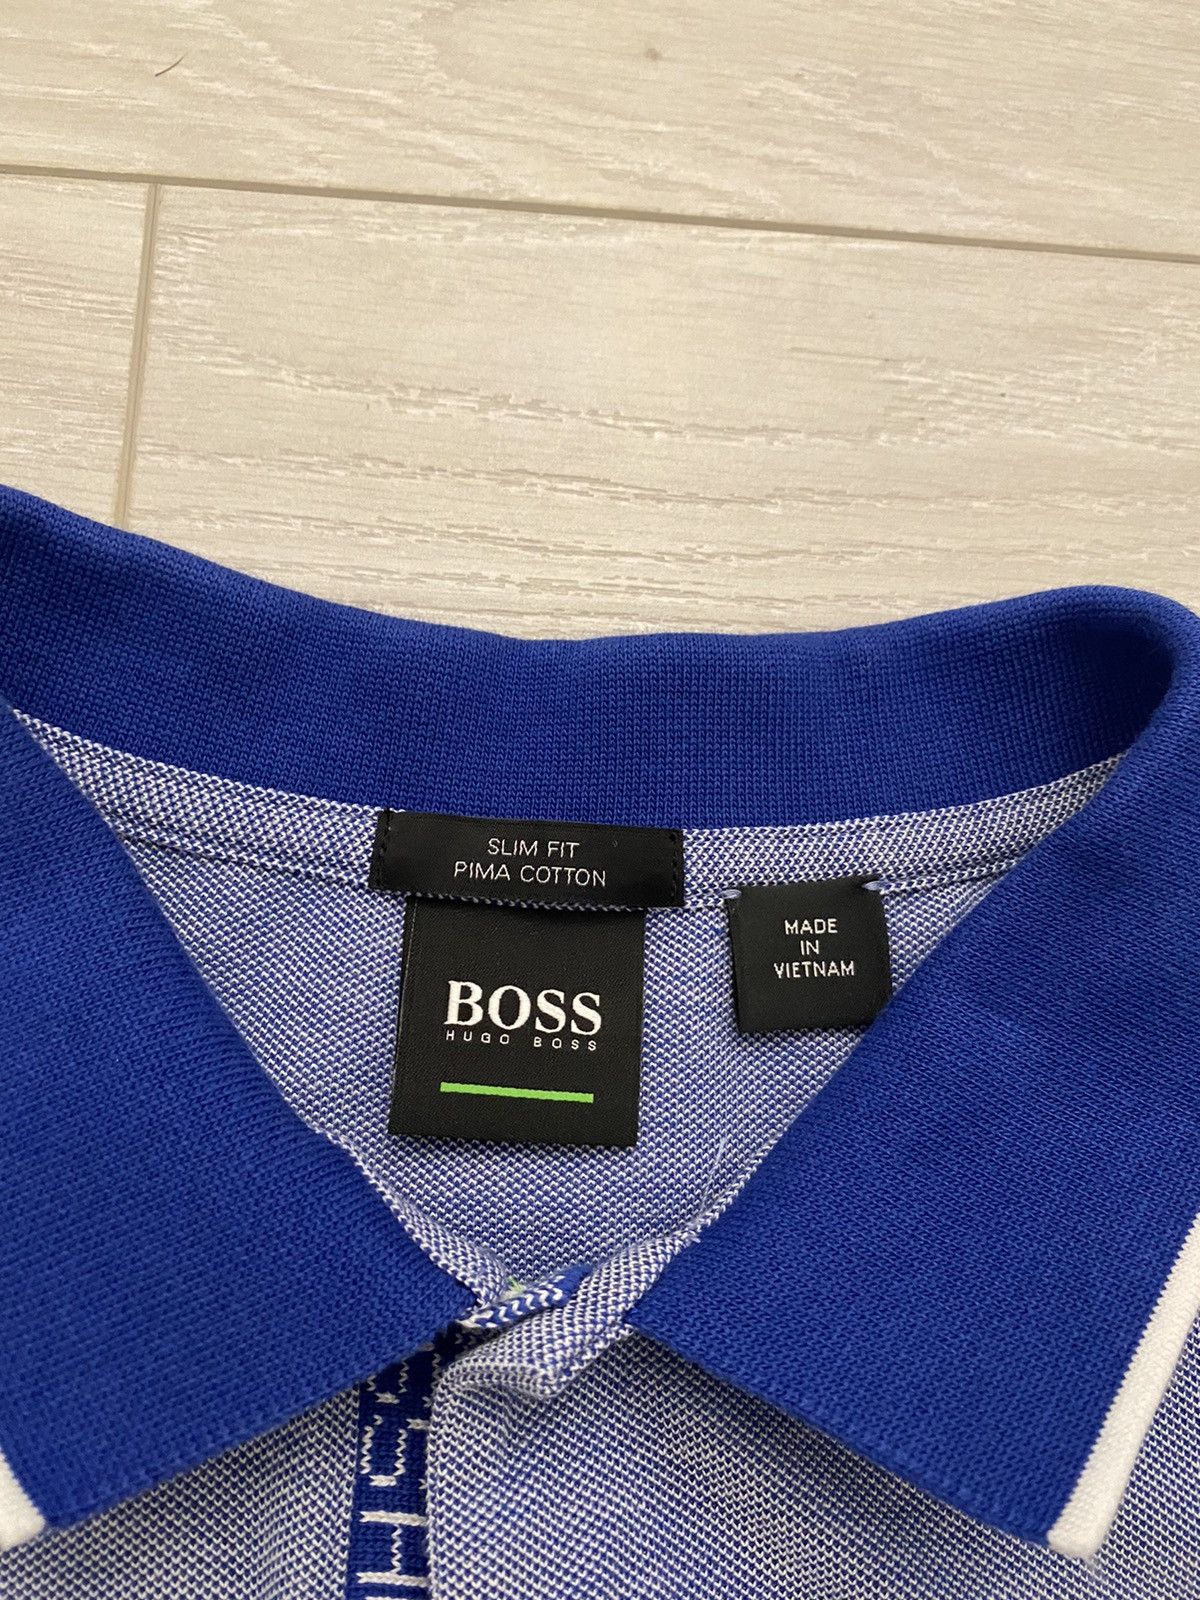 SLIM FIT
PIMA COTTON
BOSS
HUGO BOSS
MADE
IN
VIETNAM